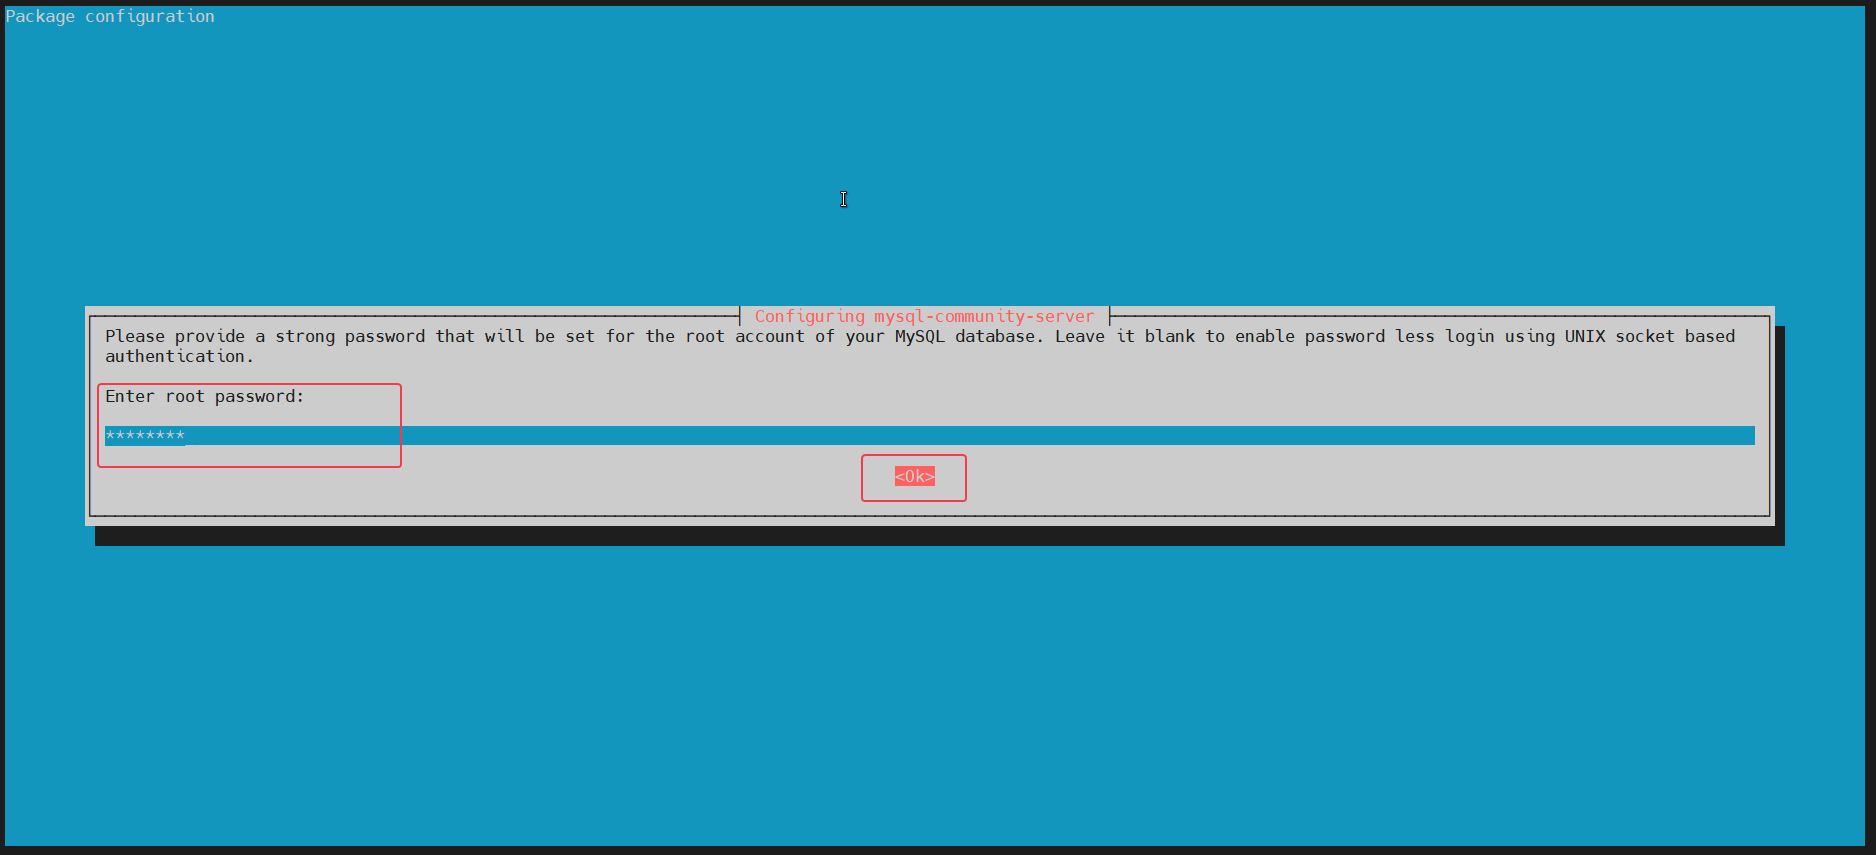 Package configuration
Configuring mysql-community-server
Please provide a strong password that will be set for the root account of your MySQL database. Leave it blank to enable password less login using UNIX socket based
authentication.
Enter root password:
********
<Ok>